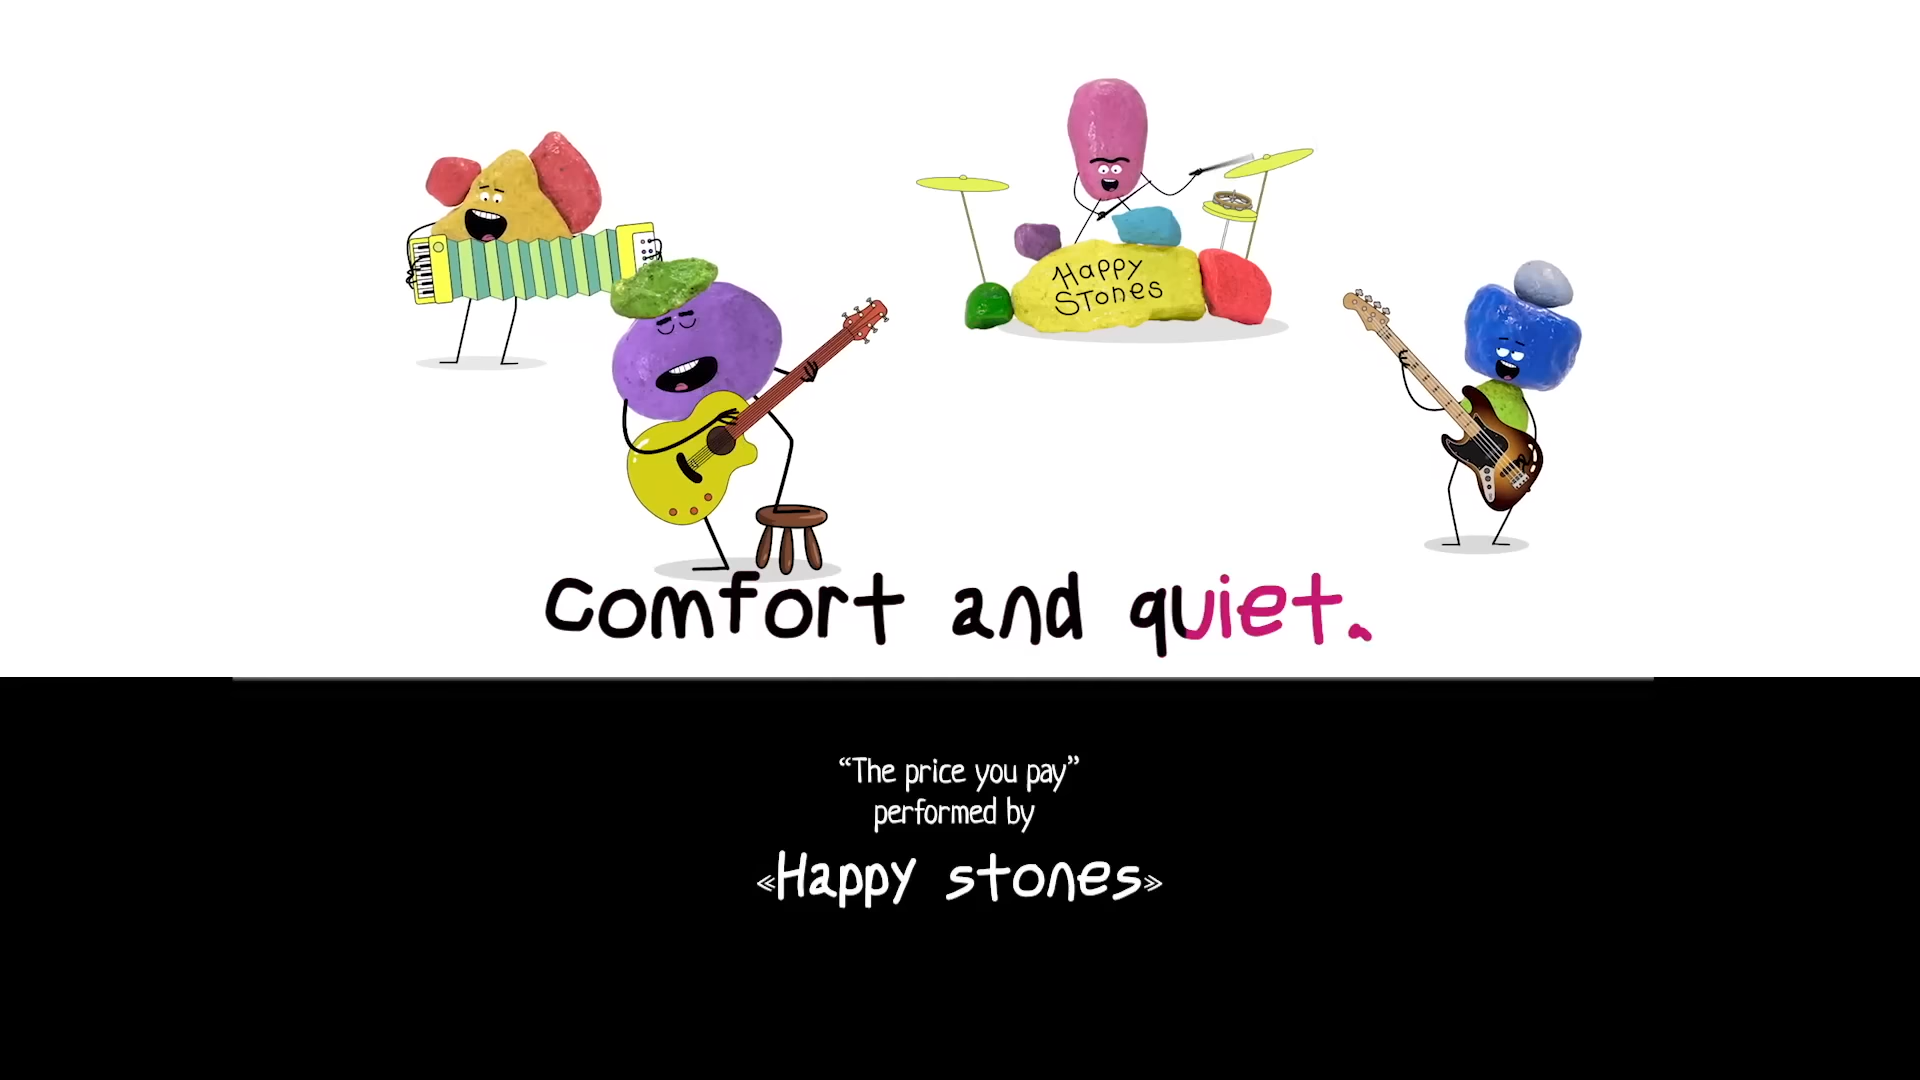 Happy
Stones
comfort and quiet.
“The price you pay”
performed by
«Happy stones»